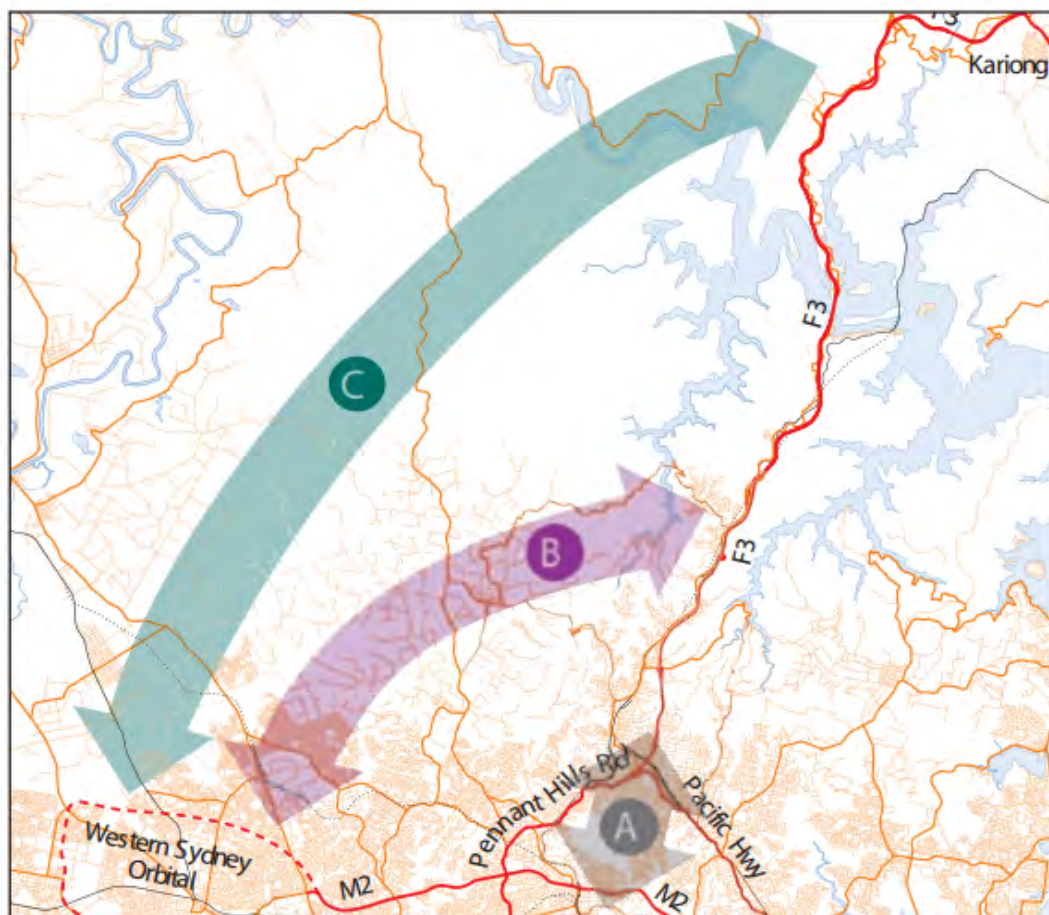 F3
Kariong
C
F3
B
F3
Pennant Hills Rd
Pacific Hwy
A
Western Sydney
Orbital
M2
M2